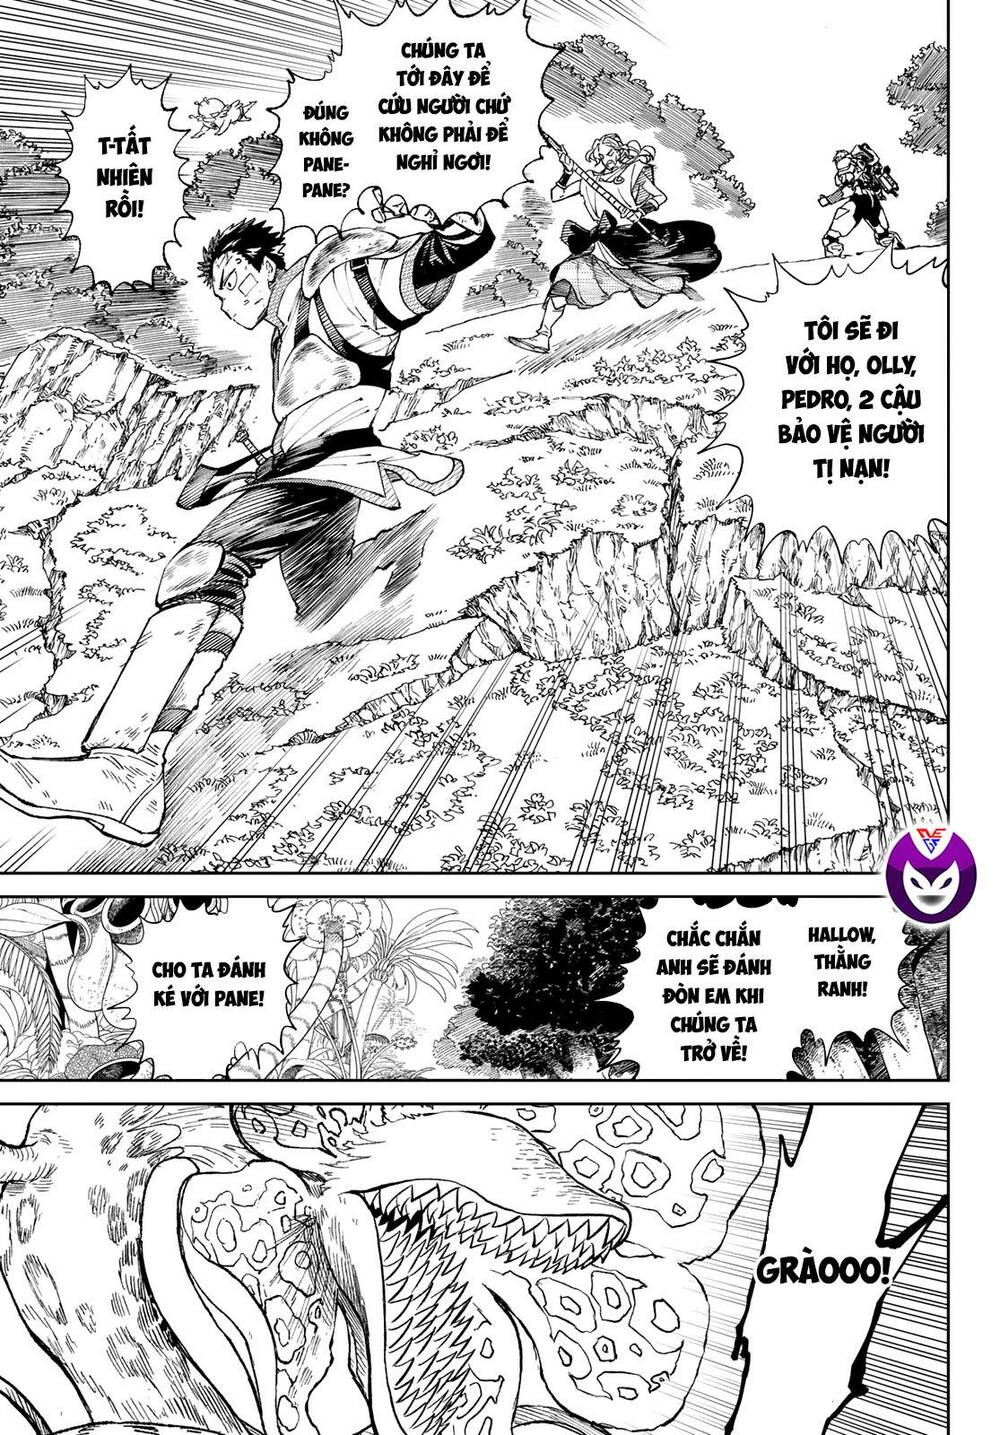 TÔI SẼ ĐI
VỚI HỌ, OLLY,
PEDRO, 2 CẬU
BẢO VỆ NGƯỜI
TỊ NẠN!
CHÚNG TA
TỚI ĐÂY ĐỂ
CỨU NGƯỜI CHỨ
KHÔNG PHẢI ĐỂ
NGHỈ NGƠI!
ĐÚNG
KHÔNG
PANE-
PANE?
T-TẤT
NHIÊN
RỒI!
HALLOW,
THẰNG
RANH!
CHẮC CHẮN
ANH SẼ ĐÁNH
ĐÒN EM KHI
CHÚNG TA
TRỞ VỀ!
CHO TA ĐÁNH
KÉ VỚI PANE!
GRÀOOO!